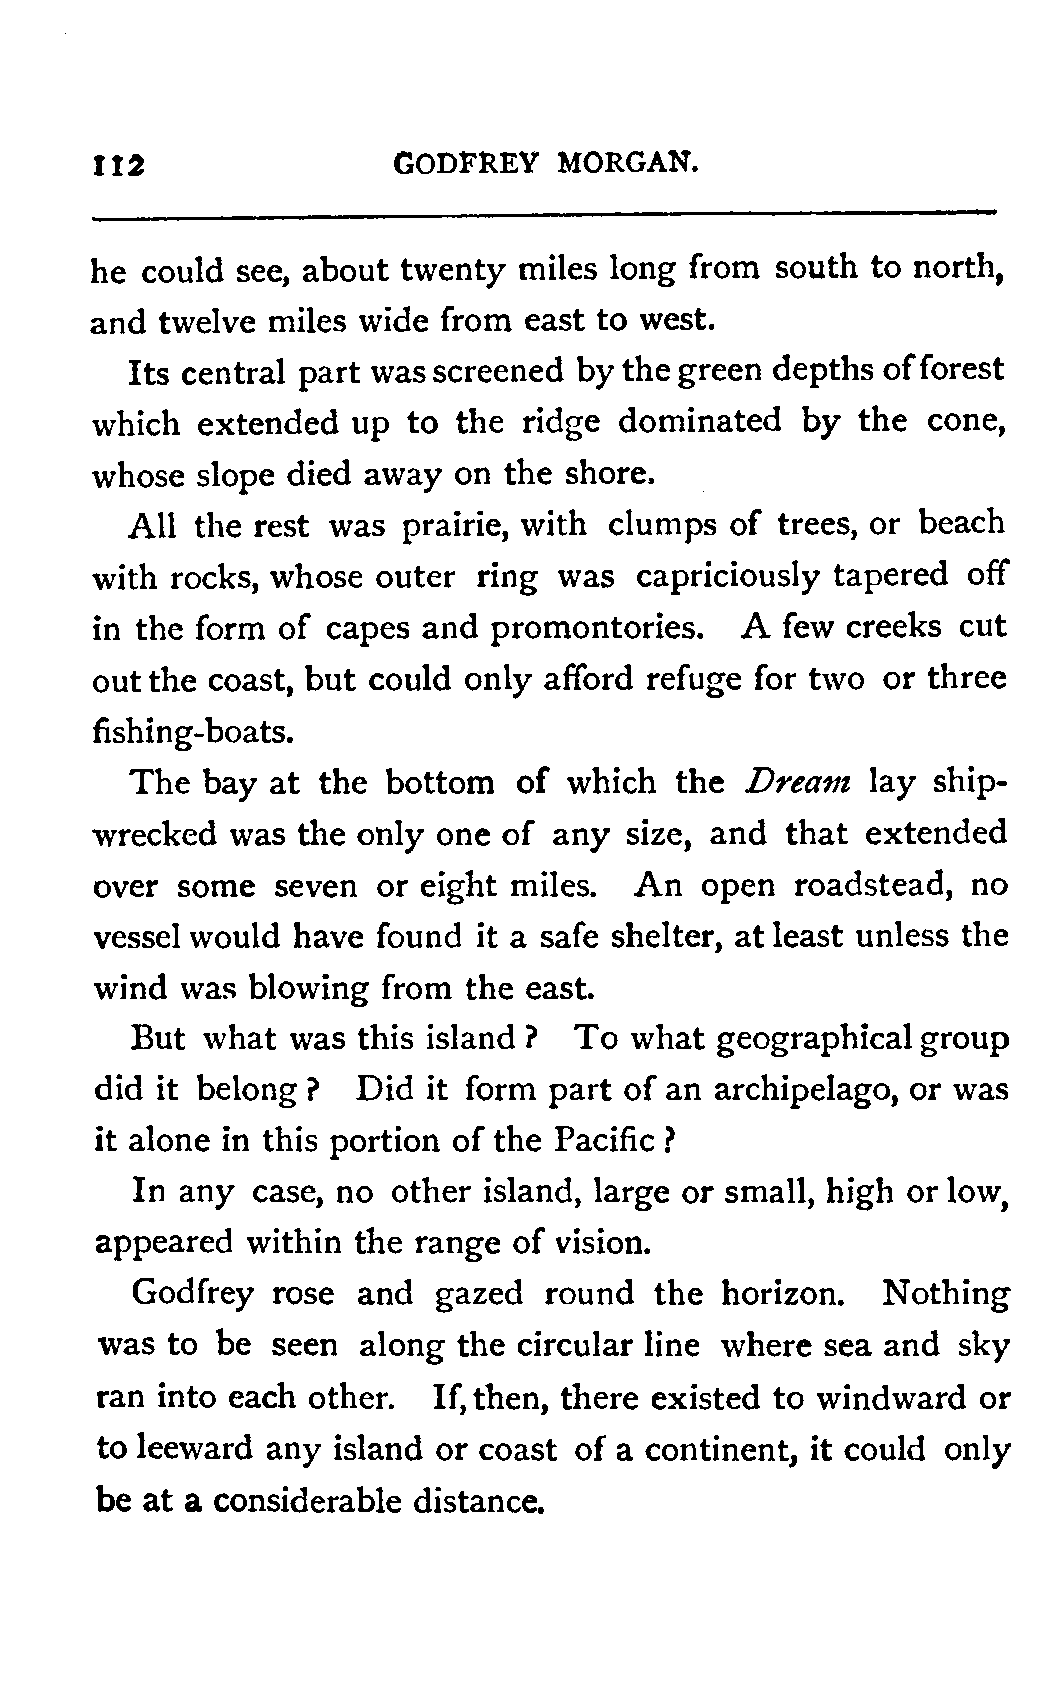 112 GODFREY MORGAN.
he could see, about twenty miles long from south to north,
and twelve miles wide from east to west.
Its central part was screened by the green depths of forest
which extended up to the ridge dominated by the cone,
whose slope died away on the shore.
All the rest was prairie, with clumps of trees, or beach
with rocks, whose outer ring was capriciously tapered off
in the form of capes and promontories. A few creeks cut
out the coast, but could only afford refuge for two or three
fishing-boats.
The bay at the bottom of which the Dream lay ship-
wrecked was the only one of any size, and that extended
over some seven or eight miles. An open roadstead, no
vessel would have found it a safe shelter, at least unless the
wind was blowing from the east.
But what was this island ? To what geographical group
did it belong ? Did it form part of an archipelago, or was
it alone in this portion of the Pacific ?
In any case, no other island, large or small, high or low,
appeared within the range of vision.
Godfrey rose and gazed round the horizon. Nothing
was to be seen along the circular line where sea and sky
ran into each other. If, then, there existed to windward or
to leeward any island or coast of a continent, it could only
be at a considerable distance.